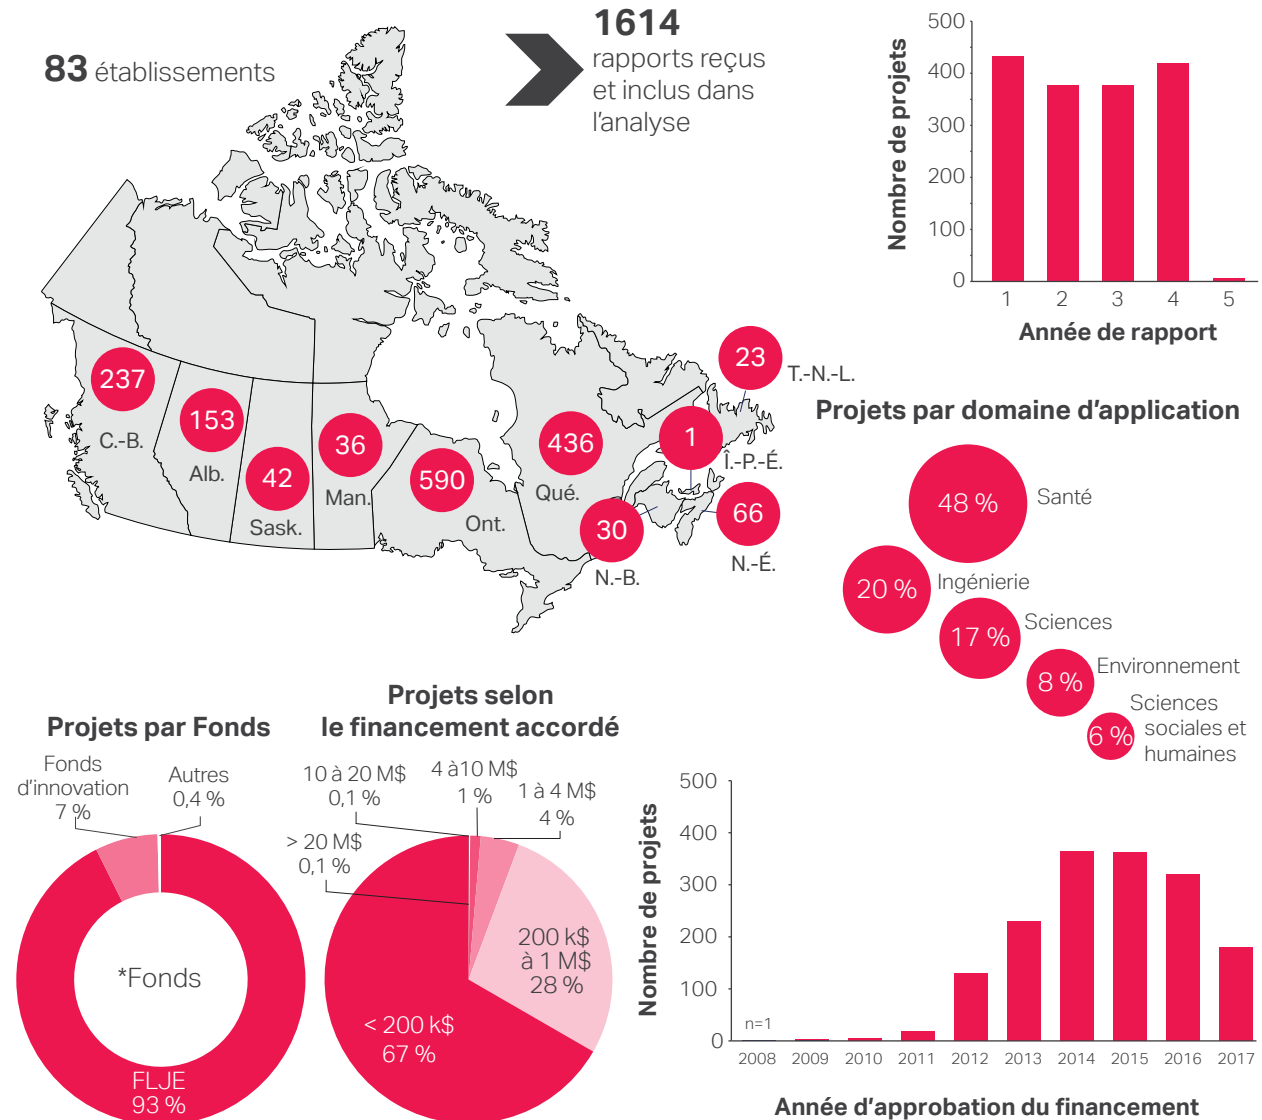 83 établissements
1614
rapports reçus
et inclus dans
l'analyse
237
C.-B.
153
Alb.
42
Sask.
36
Man.
590
Ont.
436
Qué.
30
N.-B.
1
Î.-P.-É.
23
T.-N.-L.
66
N.-É.
Nombre de projets
500
400
300
200
100
0
1 2 3 4 5
Année de rapport
Projets par domaine d'application
48 % Santé
20 % Ingénierie
17 % Sciences
8 % Environnement
6 % Sciences
sociales et
humaines
Projets par Fonds
Fonds
d'innovation
7 %
Autres
0,4 %
*Fonds
FLJE
93 %
Projets selon
le financement accordé
10 à 20 M$
0,1 %
4 à10 M$
1 %
1 à 4 M$
4 %
> 20 M$
0,1 %
200 k$
à 1 M$
28 %
< 200 k$
67 %
Nombre de projets
500
400
300
200
100
0
n=1
2008 2009 2010 2011 2012 2013 2014 2015 2016 2017
Année d'approbation du financement